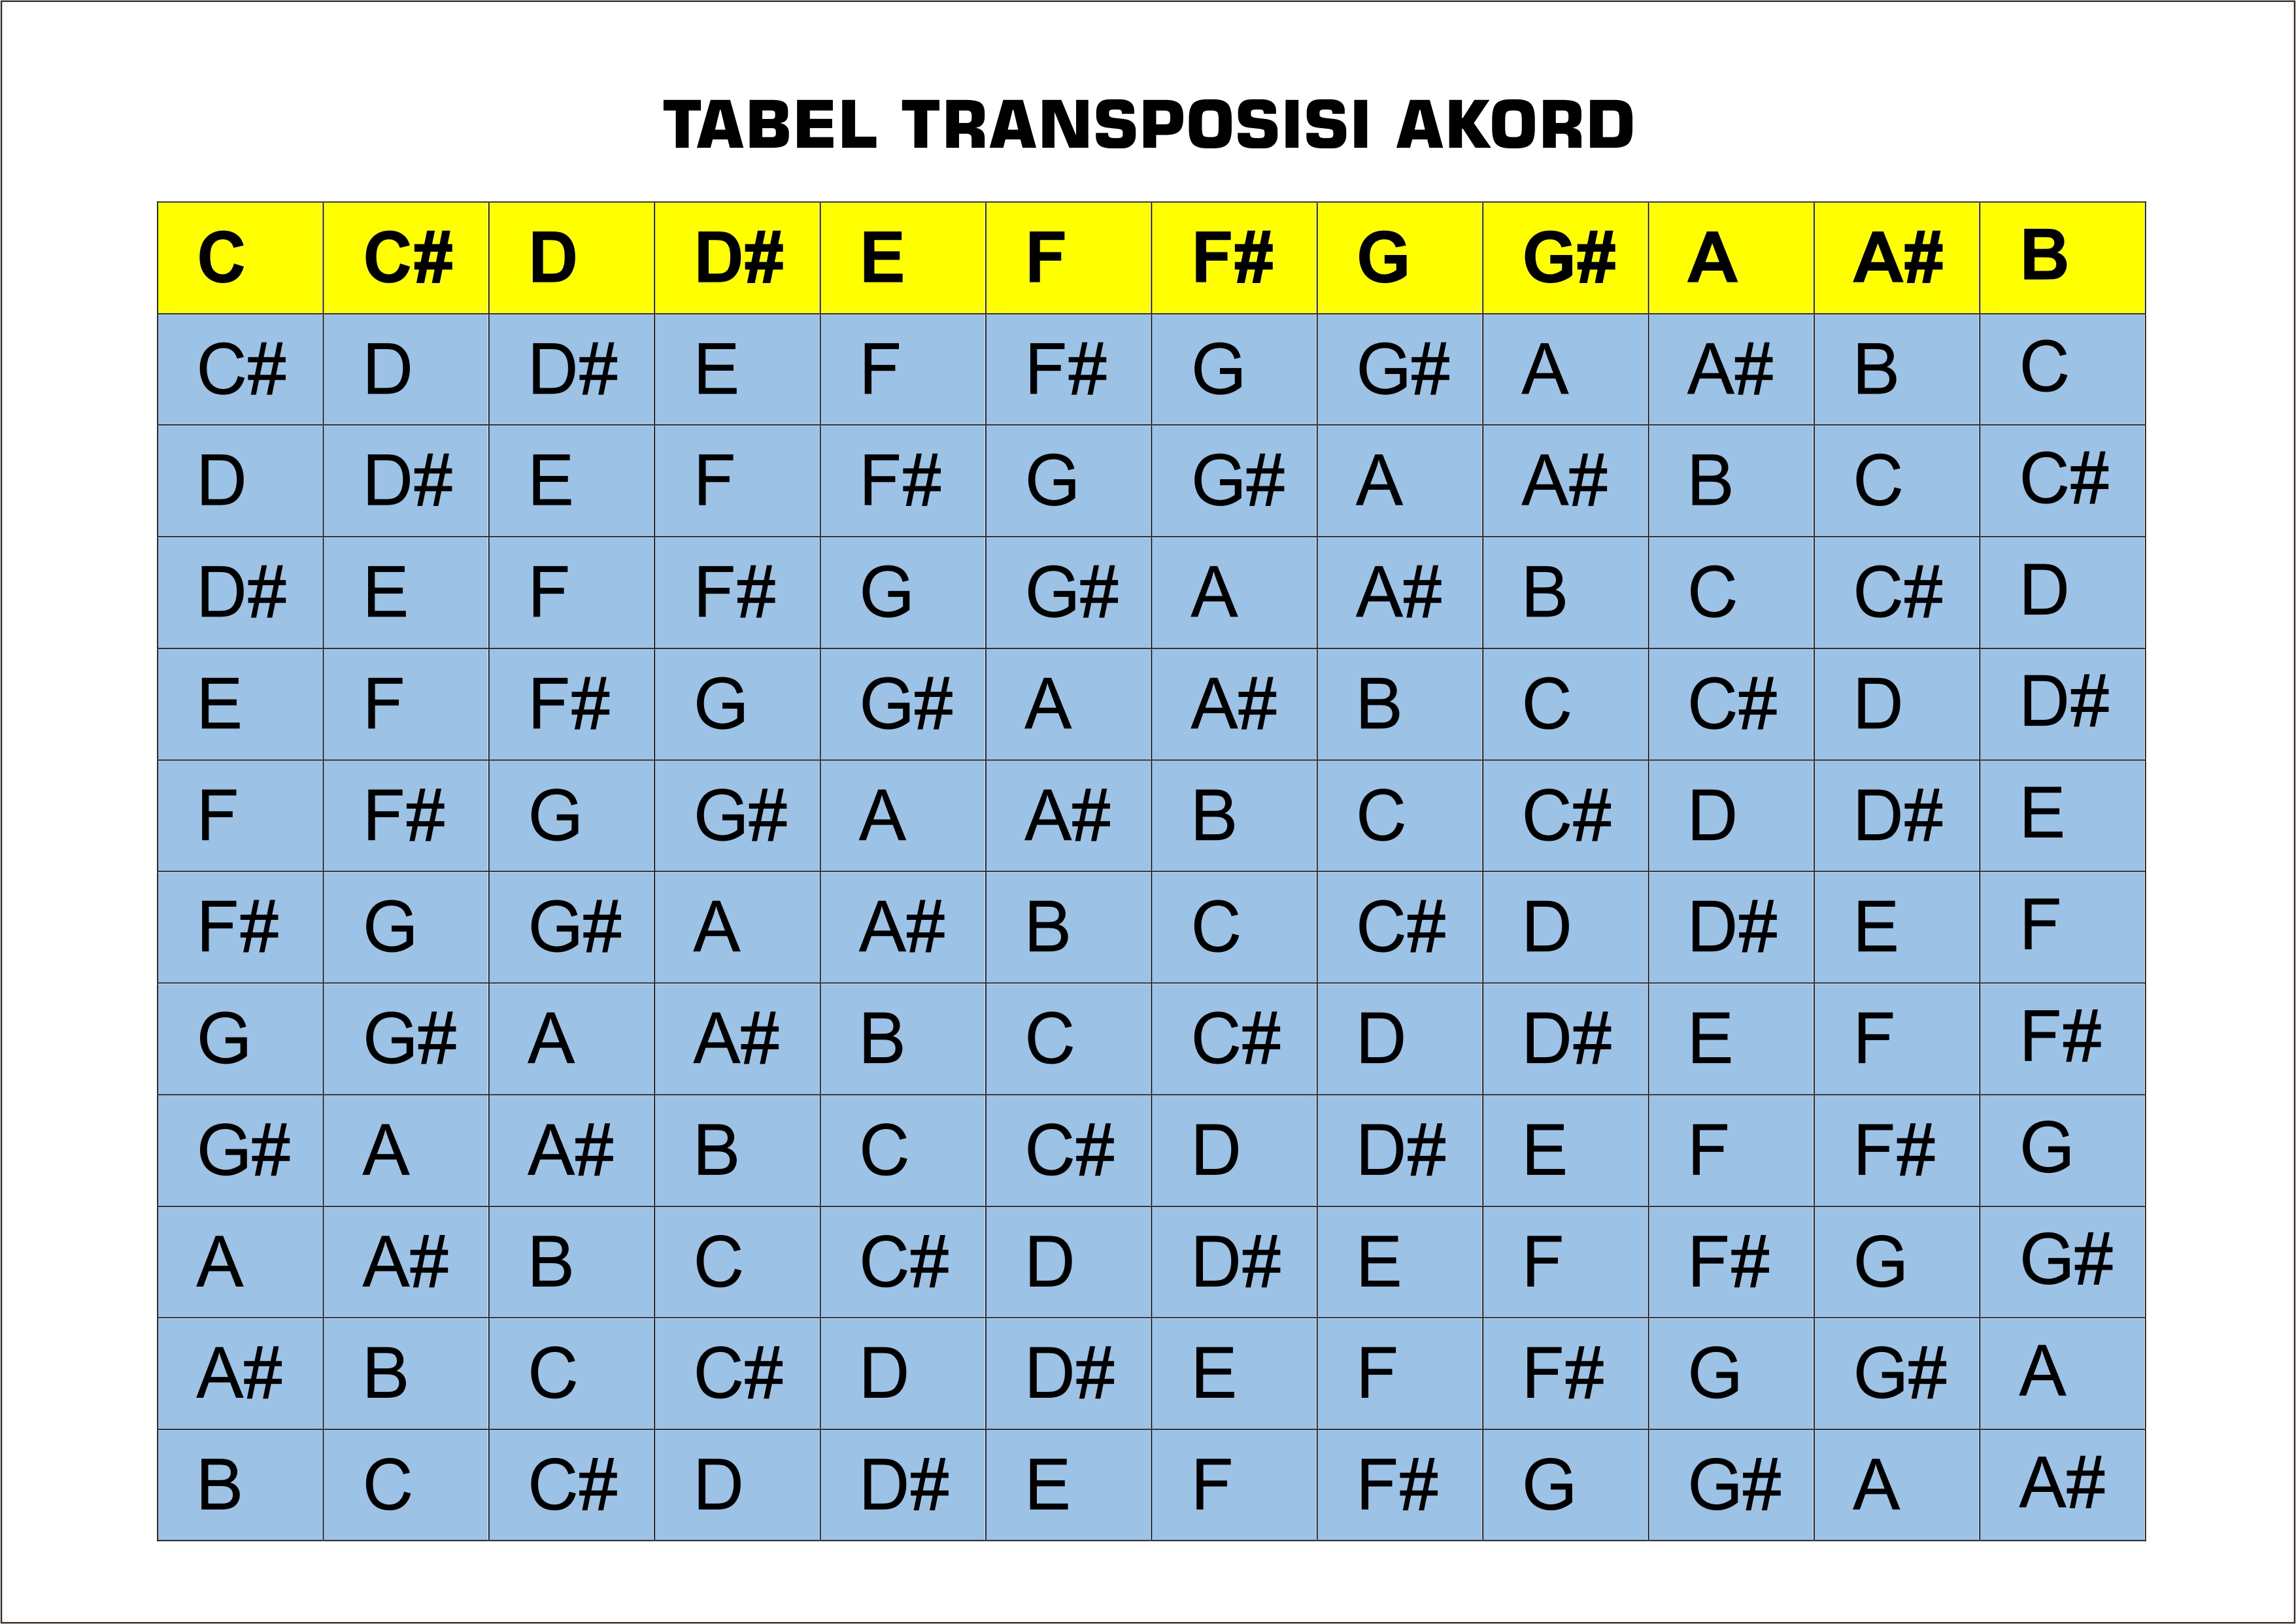 TABEL TRANSPOSISI AKORD
C C# D D# E F F# G G# A A# B
C# D D# E F F# G G# A A# B C
D D# E F F# G G# A A# B C C#
D# E F F# G G# A A# B C C# D
E F F# G G# A A# B C C# D D#
F F# G G# A A# B C C# D D# E
F# G G# A A# B C C# D D# E F
G G# A A# B C C# D D# E F F#
G# A A# B C C# D D# E F F# G
A A# B C C# D D# E F F# G G#
A# B C C# D D# E F F# G G# A
B C C# D D# E F F# G G# A A#